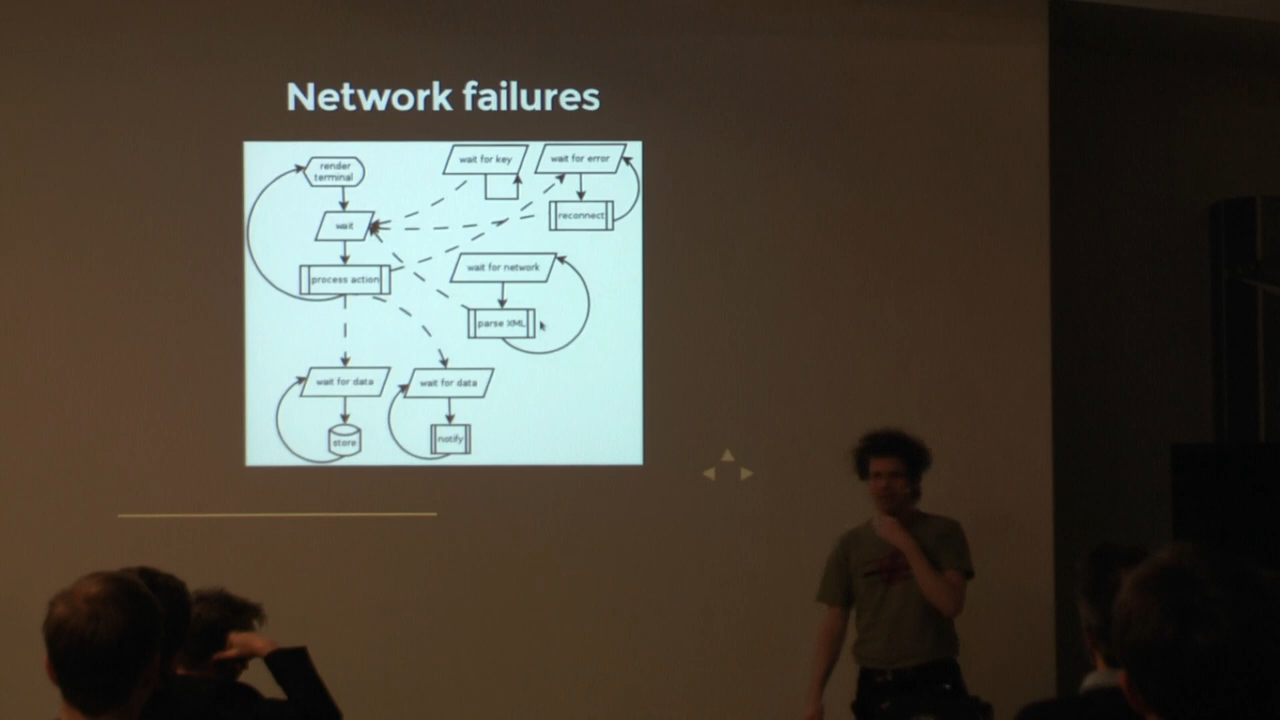 Network failures
render
terminal
wait for key
wait for error
wait
reconnect
process action
wait for network
parse XML
wait for data
wait for data
store
notify